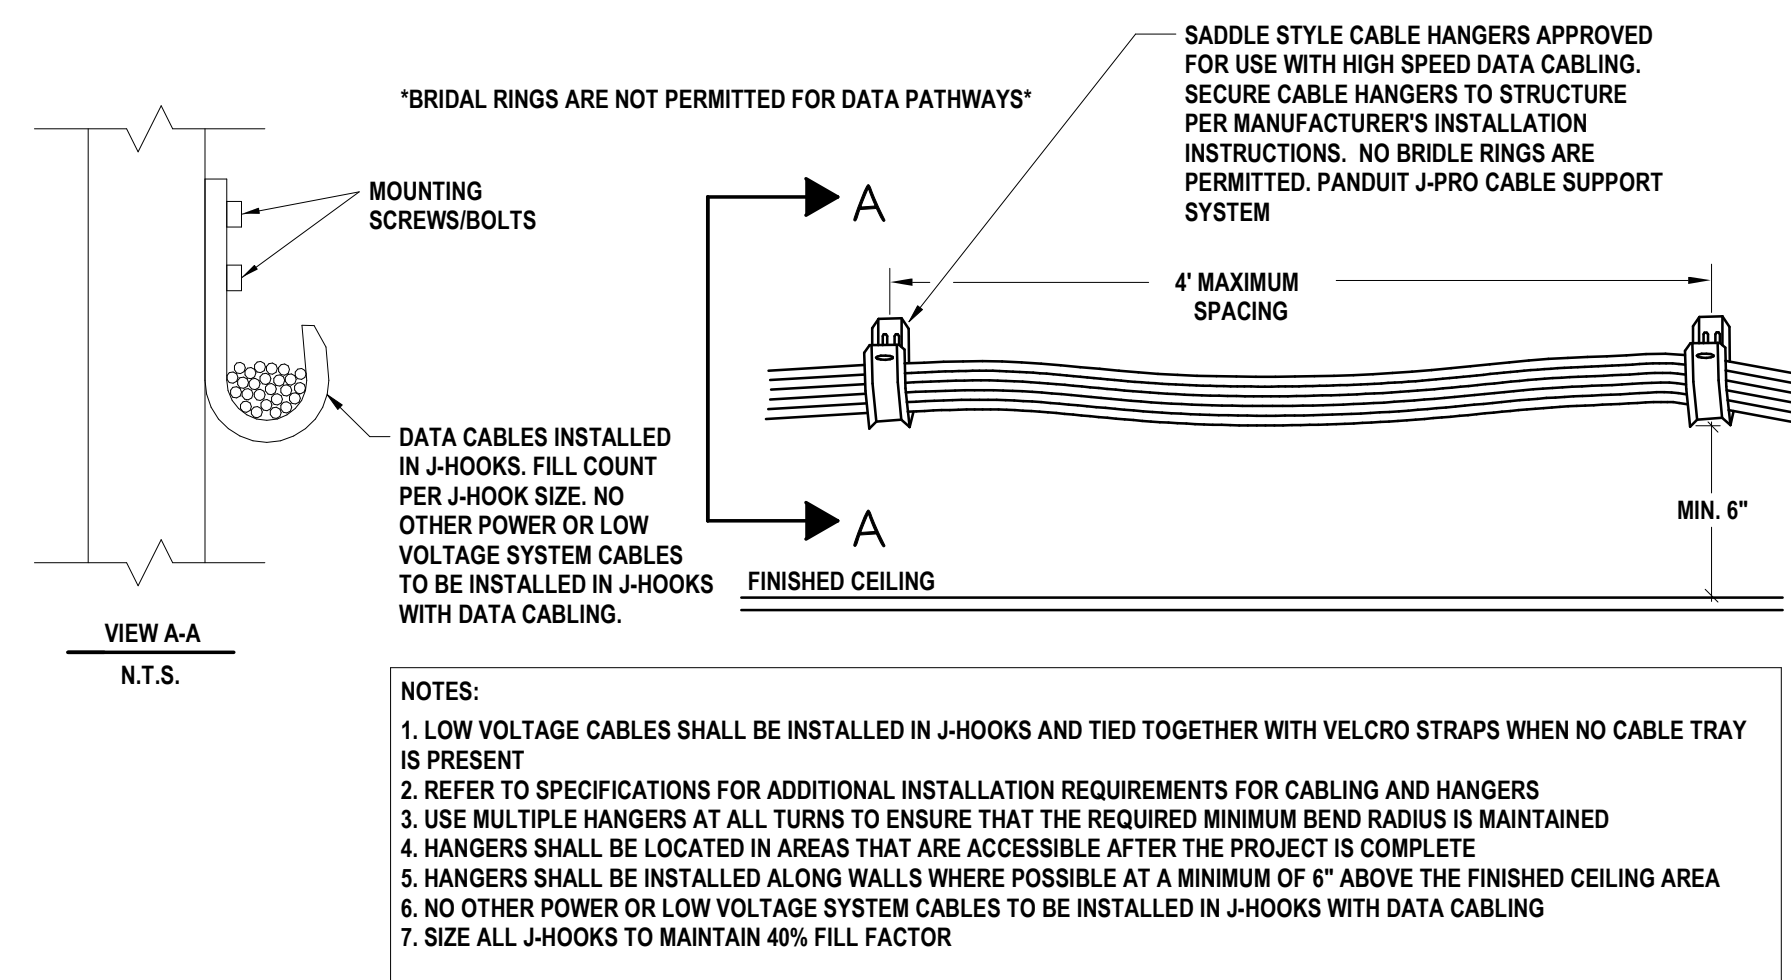 *BRIDAL RINGS ARE NOT PERMITTED FOR DATA PATHWAYS*
SADDLE STYLE CABLE HANGERS APPROVED
FOR USE WITH HIGH SPEED DATA CABLING.
SECURE CABLE HANGERS TO STRUCTURE
PER MANUFACTURER'S INSTALLATION
INSTRUCTIONS.  NO BRIDLE RINGS ARE
PERMITTED. PANDUIT J-PRO CABLE SUPPORT
SYSTEM
MOUNTING
SCREWS/BOLTS
A
4' MAXIMUM
SPACING
DATA CABLES INSTALLED
IN J-HOOKS. FILL COUNT
PER J-HOOK SIZE. NO
OTHER POWER OR LOW
VOLTAGE SYSTEM CABLES
TO BE INSTALLED IN J-HOOKS
WITH DATA CABLING.
A
MIN. 6"
FINISHED CEILING
VIEW A-A
N.T.S.
NOTES:
1. LOW VOLTAGE CABLES SHALL BE INSTALLED IN J-HOOKS AND TIED TOGETHER WITH VELCRO STRAPS WHEN NO CABLE TRAY
IS PRESENT
2. REFER TO SPECIFICATIONS FOR ADDITIONAL INSTALLATION REQUIREMENTS FOR CABLING AND HANGERS
3. USE MULTIPLE HANGERS AT ALL TURNS TO ENSURE THAT THE REQUIRED MINIMUM BEND RADIUS IS MAINTAINED
4. HANGERS SHALL BE LOCATED IN AREAS THAT ARE ACCESSIBLE AFTER THE PROJECT IS COMPLETE
5. HANGERS SHALL BE INSTALLED ALONG WALLS WHERE POSSIBLE AT A MINIMUM OF 6" ABOVE THE FINISHED CEILING AREA
6. NO OTHER POWER OR LOW VOLTAGE SYSTEM CABLES TO BE INSTALLED IN J-HOOKS WITH DATA CABLING
7. SIZE ALL J-HOOKS TO MAINTAIN 40% FILL FACTOR